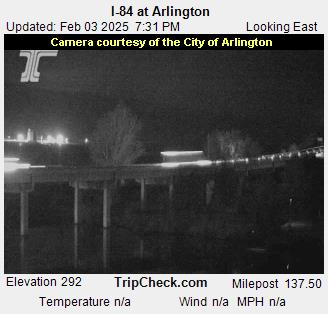 I-84 at Arlington
Updated: Feb 03 2025 7:31 PM Looking East
Camera courtesy of the City of Arlington
Elevation 292 TripCheck.com Milepost 137.50
Temperature n/a Wind n/a MPH n/a